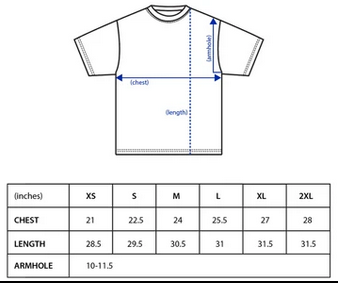 (armhole)
(chest)
(length)
(inches) XS S M L XL 2XL
CHEST 21 22.5 24 25.5 27 28
LENGTH 28.5 29.5 30.5 31 31.5 31.5
ARMHOLE 10-11.5